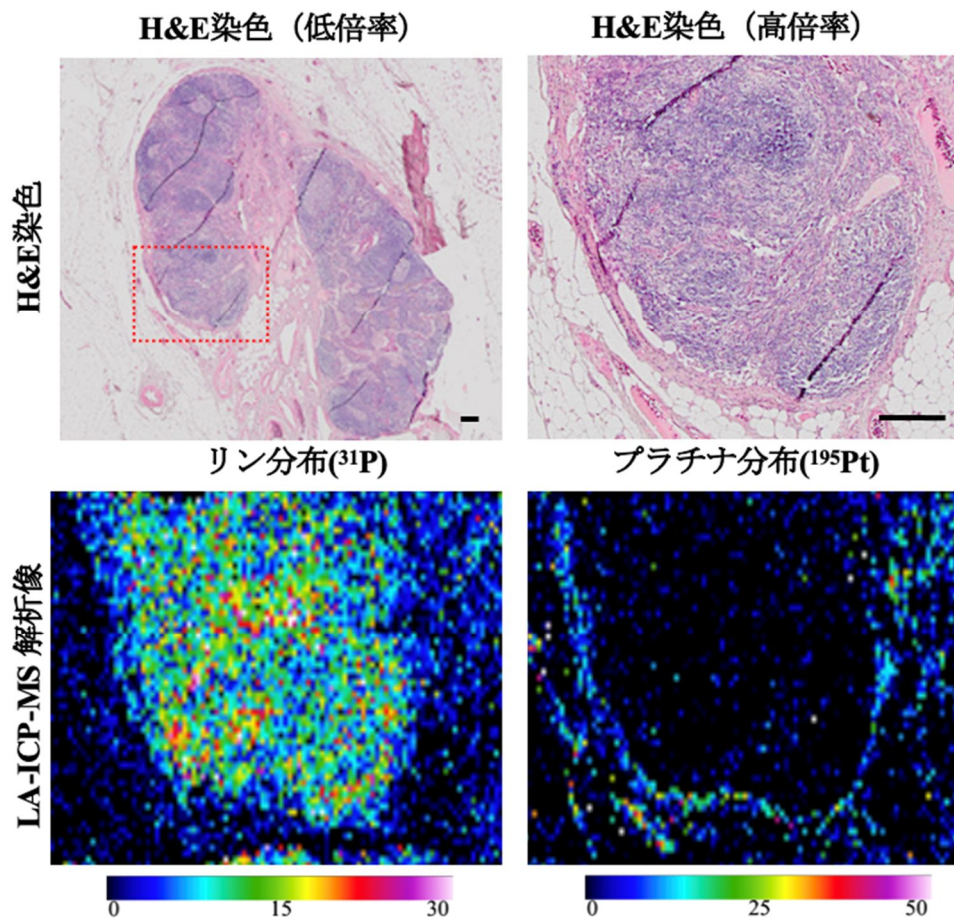 H&E染色（低倍率）
H&E染色（高倍率）
H&E染色
リン分布(³¹P)
プラチナ分布(¹⁹⁵Pt)
LA-ICP-MS 解析像
0 15 30
0 25 50